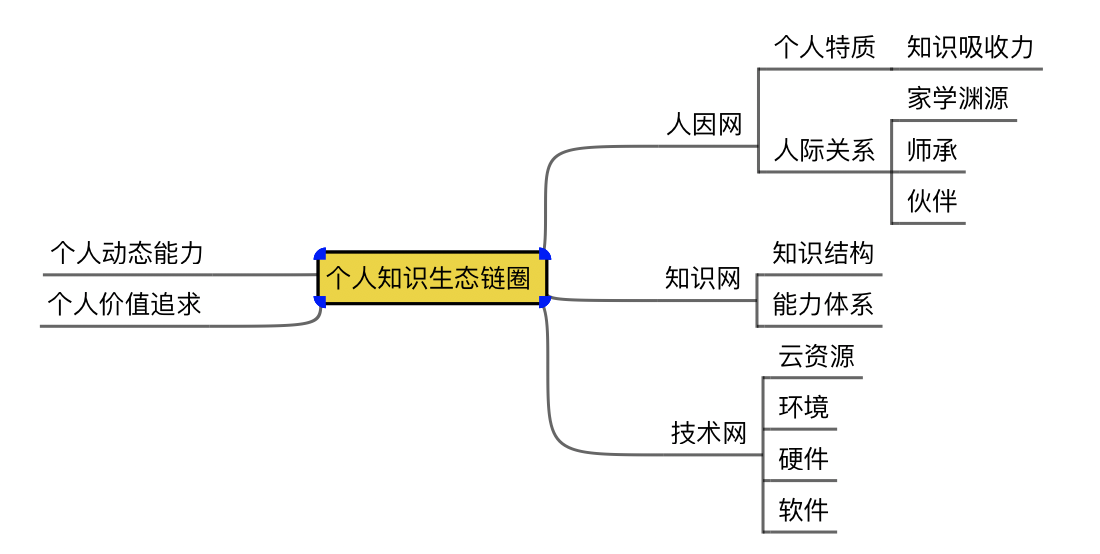 个人特质
知识吸收力
家学渊源
人因网
人际关系
师承
伙伴
个人动态能力
个人知识生态链圈
知识网
知识结构
个人价值追求
能力体系
云资源
环境
技术网
硬件
软件